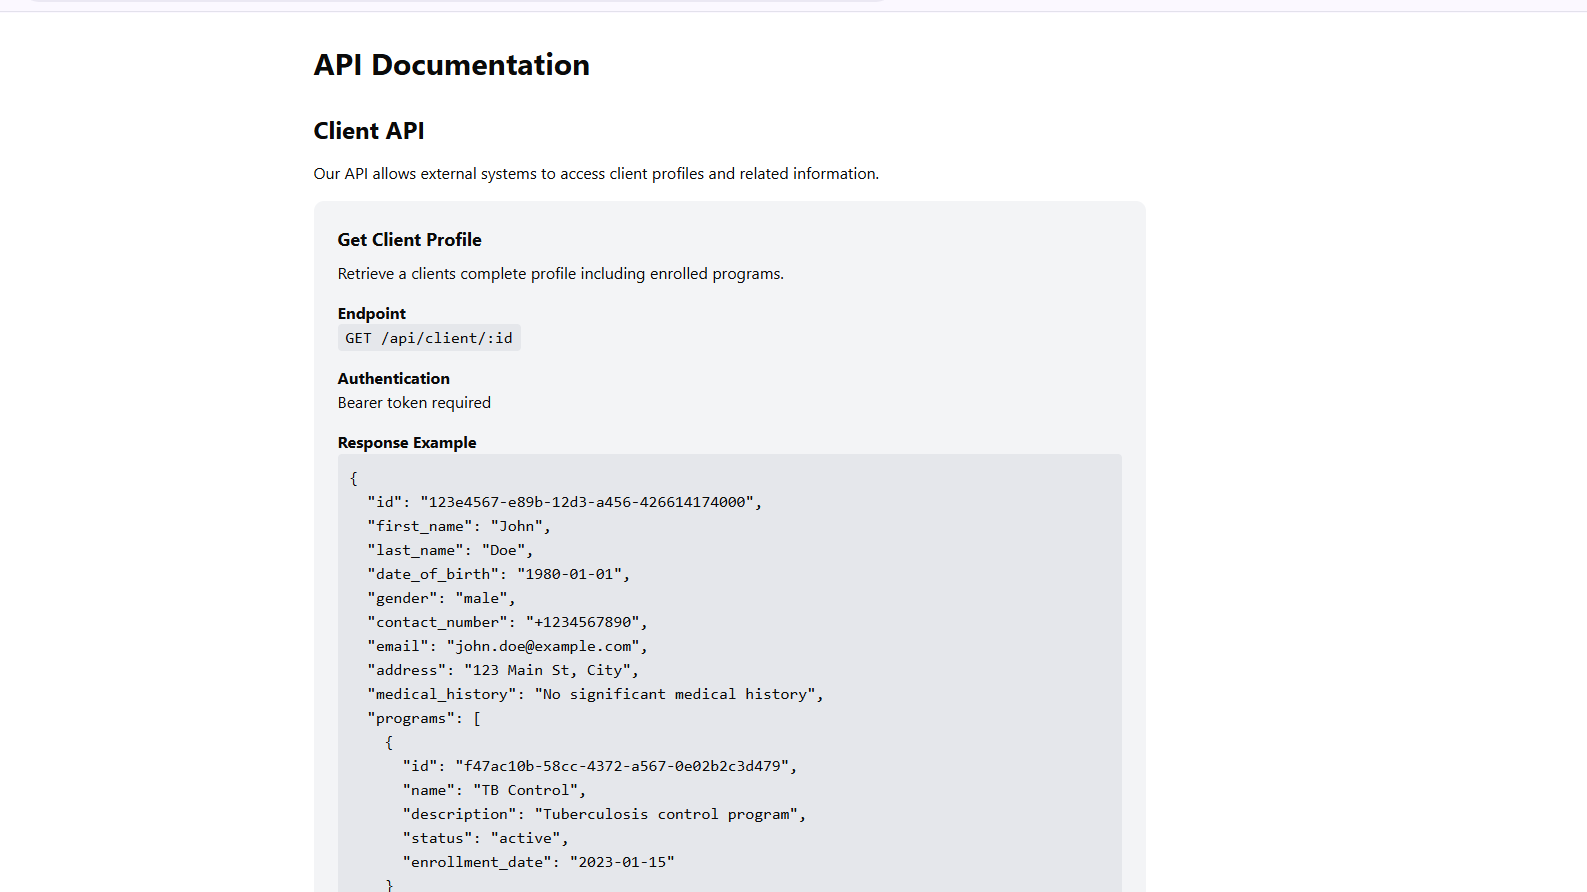 API Documentation
Client API
Our API allows external systems to access client profiles and related information.
Get Client Profile
Retrieve a clients complete profile including enrolled programs.
Endpoint
GET /api/client/:id
Authentication
Bearer token required
Response Example
{
  "id": "123e4567-e89b-12d3-a456-426614174000",
  "first_name": "John",
  "last_name": "Doe",
  "date_of_birth": "1980-01-01",
  "gender": "male",
  "contact_number": "+1234567890",
  "email": "john.doe@example.com",
  "address": "123 Main St, City",
  "medical_history": "No significant medical history",
  "programs": [
    {
      "id": "f47ac10b-58cc-4372-a567-0e02b2c3d479",
      "name": "TB Control",
      "description": "Tuberculosis control program",
      "status": "active",
      "enrollment_date": "2023-01-15"
    }